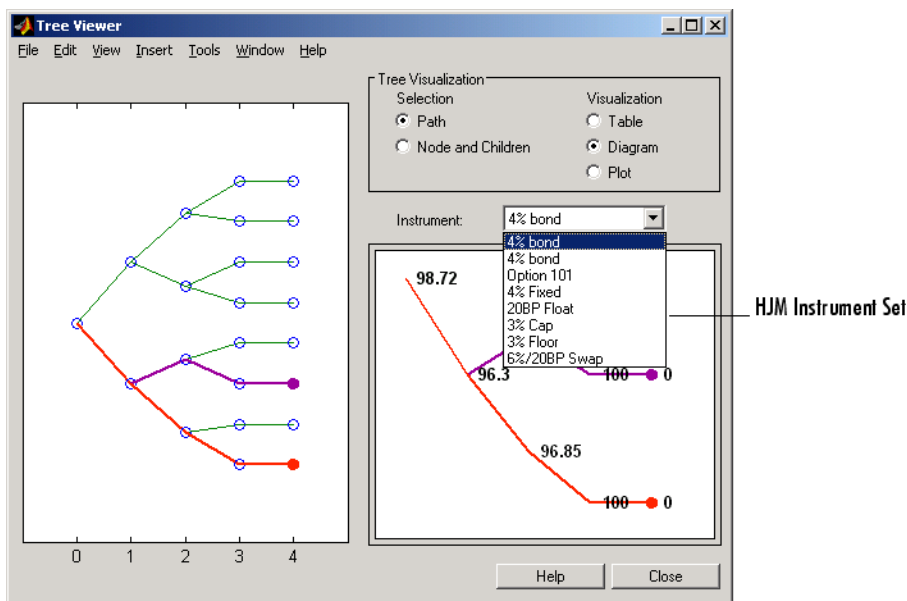 Tree Viewer
File Edit View Insert Tools Window Help
Tree Visualization
Selection
Visualization
Path
Table
Node and Children
Diagram
Plot
Instrument:
4% bond
4% bond
4% bond
Option 101
4% Fixed
20BP Float
3% Cap
3% Floor
6%/20BP Swap
HJM Instrument Set
98.72
96.3
100 0
96.85
100 0
0 1 2 3 4
Help
Close